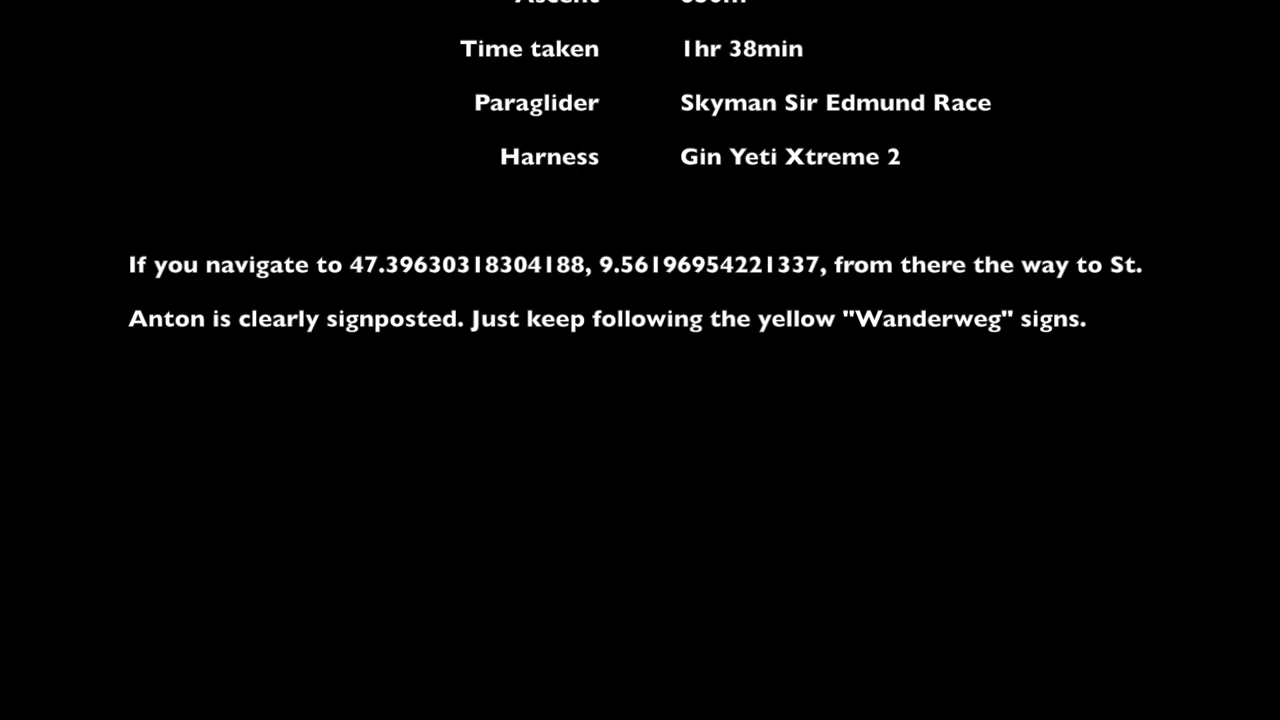 Time taken 1hr 38min
Paraglider Skyman Sir Edmund Race
Harness Gin Yeti Xtreme 2
If you navigate to 47.39630318304188, 9.56196954221337, from there the way to St.
Anton is clearly signposted. Just keep following the yellow "Wanderweg" signs.